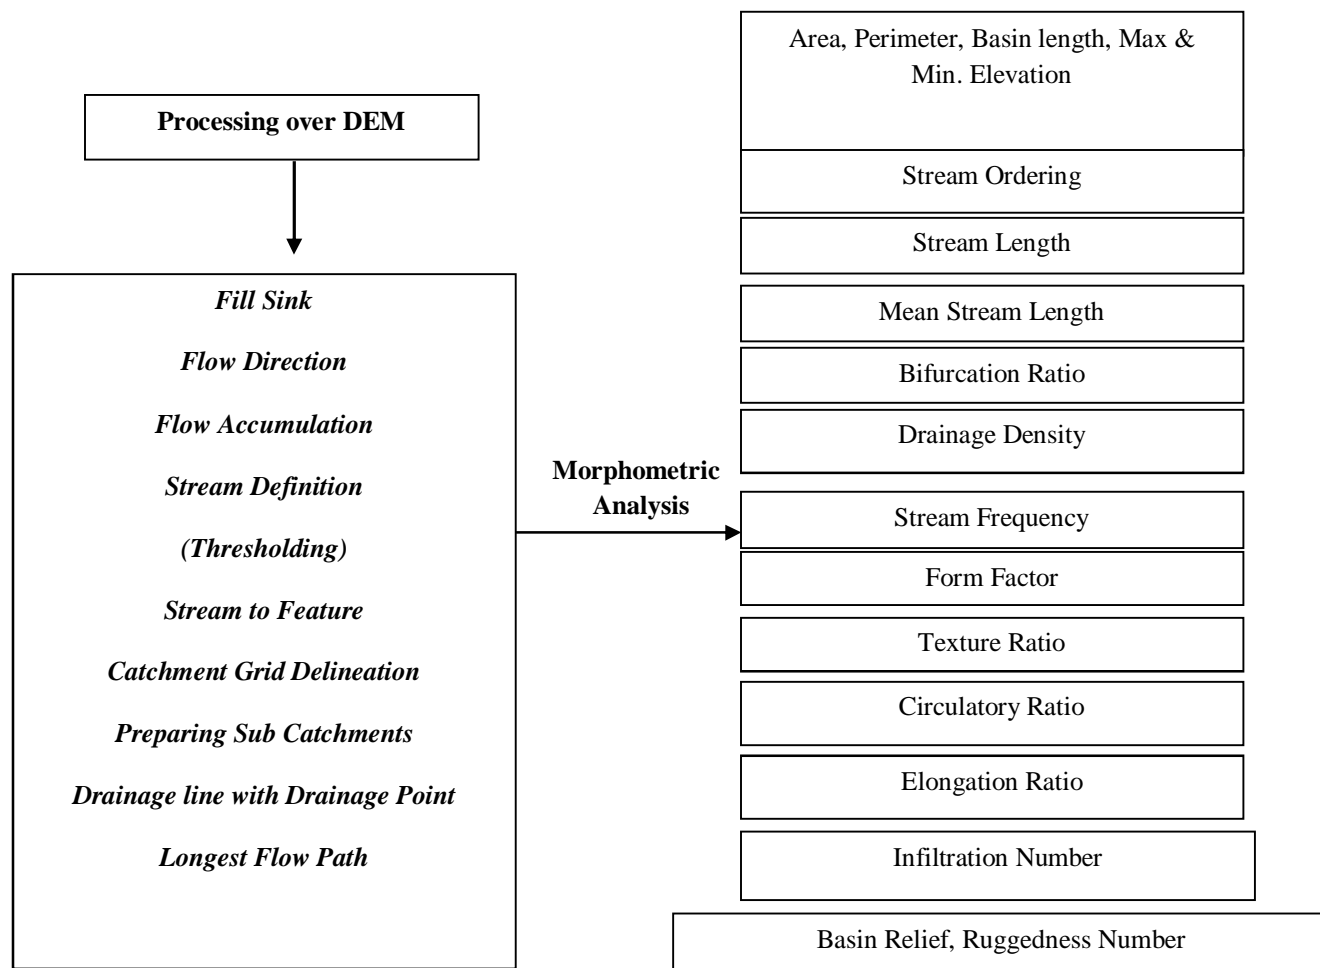 Processing over DEM
Fill Sink
Flow Direction
Flow Accumulation
Stream Definition
(Thresholding)
Stream to Feature
Catchment Grid Delineation
Preparing Sub Catchments
Drainage line with Drainage Point
Longest Flow Path
Morphometric
Analysis
Area, Perimeter, Basin length, Max &
Min. Elevation
Stream Ordering
Stream Length
Mean Stream Length
Bifurcation Ratio
Drainage Density
Stream Frequency
Form Factor
Texture Ratio
Circulatory Ratio
Elongation Ratio
Infiltration Number
Basin Relief, Ruggedness Number